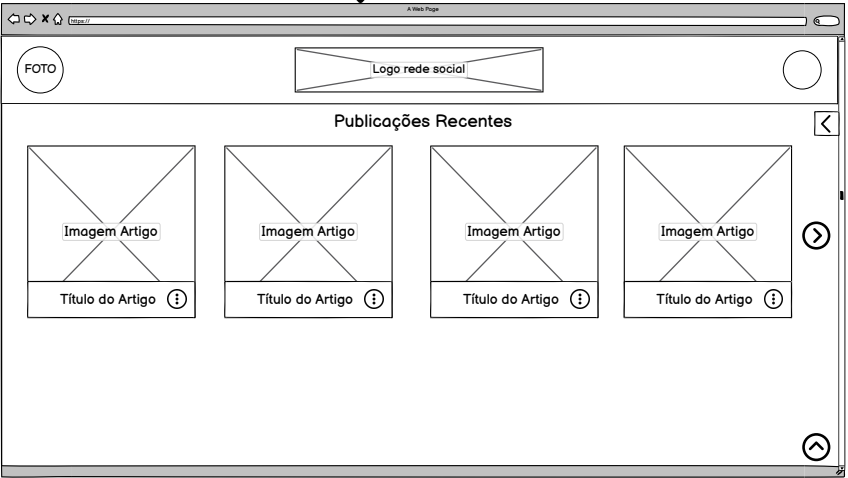 A Web Page
https://
FOTO
Logo rede social
Publicações Recentes
Imagem Artigo
Imagem Artigo
Imagem Artigo
Imagem Artigo
Título do Artigo
Título do Artigo
Título do Artigo
Título do Artigo